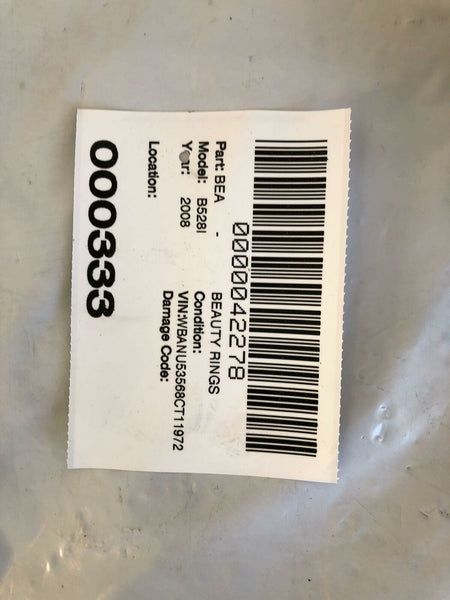 0000042278
Part: BEA - BEAUTY RINGS
Model: B528I Condition:
Year: 2008 VIN:WBANU53568CT11972
Damage Code:
Location:
000333